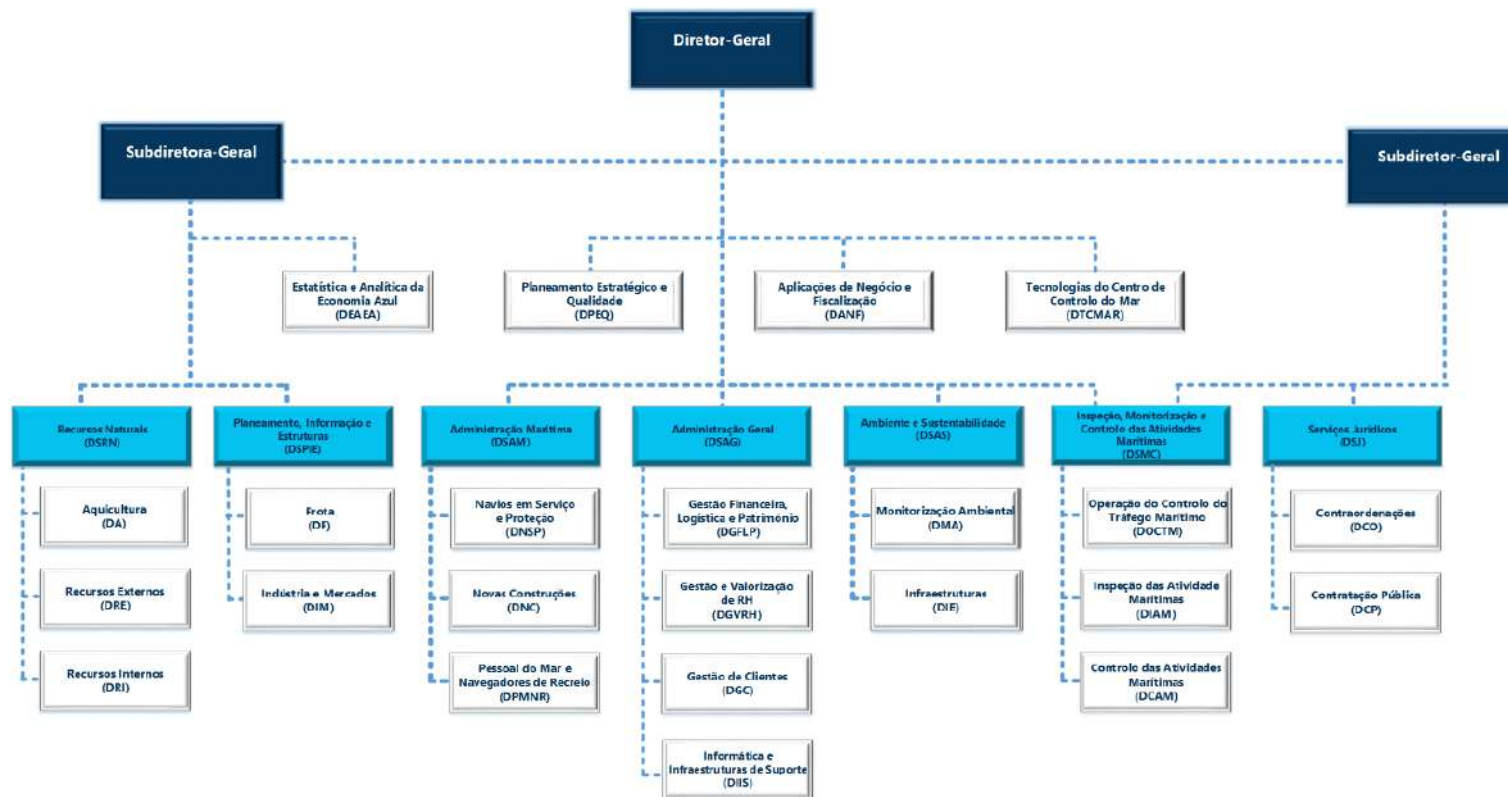 Diretor-Geral
Subdiretora-Geral
Subdiretor-Geral
Estatística e Analítica da
Economia Azul
(DEAEA)
Planeamento Estratégico e
Qualidade
(DPEQ)
Aplicações de Negócio e
Fiscalização
(DANF)
Tecnologias do Centro de
Controlo do Mar
(DTCMAR)
Recursos Naturais
(DSRN)
Planeamento, Informação e
Estruturas
(DSPIE)
Administração Marítima
(DSAM)
Administração Geral
(DSAG)
Ambiente e Sustentabilidade
(DSAS)
Inspeção, Monitorização e
Controlo das Atividades
Marítimas
(DSMC)
Serviços Jurídicos
(DSJ)
Aquicultura
(DA)
Recursos Externos
(DRE)
Recursos Internos
(DRI)
Frota
(DF)
Indústria e Mercados
(DIM)
Navios em Serviço
e Proteção
(DNSP)
Novas Construções
(DNC)
Pessoal do Mar e
Navegadores de Recreio
(DPMNR)
Gestão Financeira,
Logística e Património
(DGFLP)
Gestão e Valorização
de RH
(DGVRH)
Gestão de Clientes
(DGC)
Informática e
Infraestruturas de Suporte
(DIIS)
Monitorização Ambiental
(DMA)
Infraestruturas
(DIE)
Operação do Controlo do
Tráfego Marítimo
(DOCTM)
Inspeção das Atividade
Marítimas
(DIAM)
Controlo das Atividades
Marítimas
(DCAM)
Contraordenações
(DCO)
Contratação Pública
(DCP)